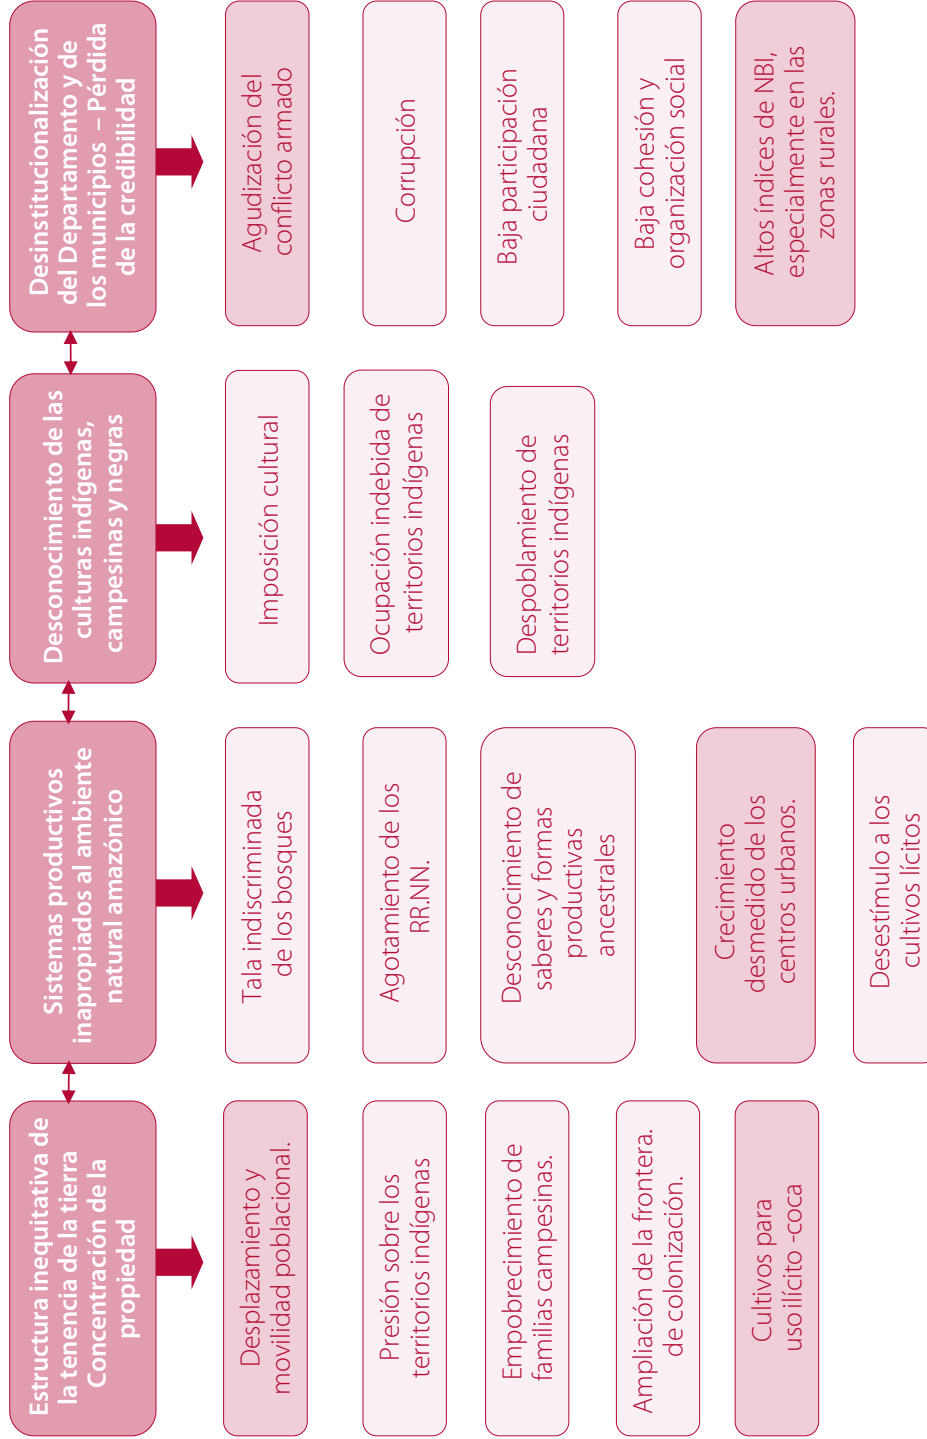 Estructura inequitativa de
la tenencia de la tierra
Concentración de la
propiedad
Desplazamiento y
movilidad poblacional.
Presión sobre los
territorios indígenas
Empobrecimiento de
familias campesinas.
Ampliación de la frontera.
de colonización.
Cultivos para
uso ilícito -coca
Sistemas productivos
inapropiados al ambiente
natural amazónico
Tala indiscriminada
de los bosques
Agotamiento de los
RR.NN.
Desconocimiento de
saberes y formas
productivas
ancestrales
Crecimiento
desmedido de los
centros urbanos.
Desestímulo a los
cultivos lícitos
Desconocimiento de las
culturas indígenas,
campesinas y negras
Imposición cultural
Ocupación indebida de
territorios indígenas
Despoblamiento de
territorios indígenas
Desinstitucionalización
del Departamento y de
los municipios – Pérdida
de la credibilidad
Agudización del
conflicto armado
Corrupción
Baja participación
ciudadana
Baja cohesión y
organización social
Altos índices de NBI,
especialmente en las
zonas rurales.